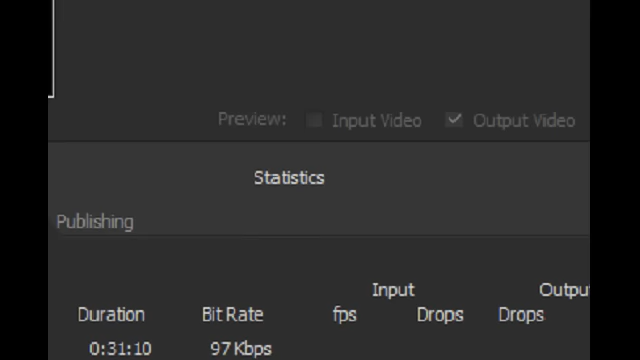 Preview: Input Video Output Video
Statistics
Publishing
Input Outpu
Duration Bit Rate fps Drops Drops
0:31:10 97 Kbps